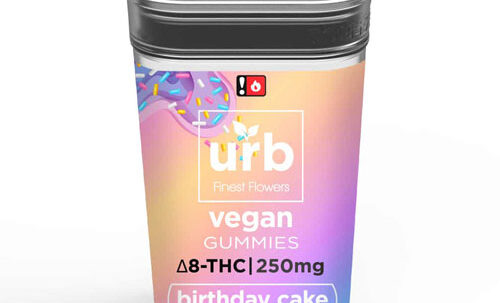 !
urb
Finest Flowers
vegan
GUMMIES
Δ8-THC|250mg
birthday cake